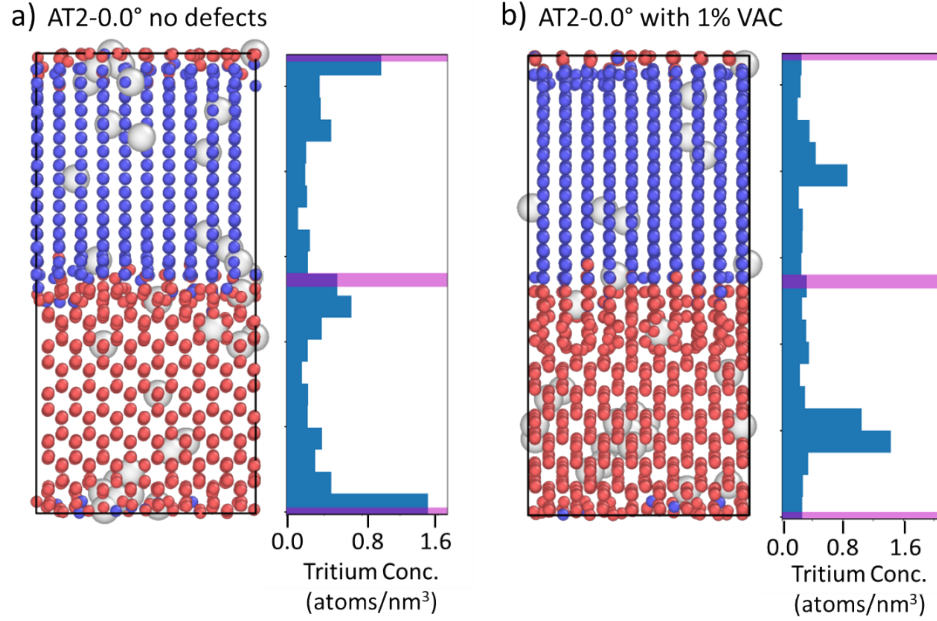 a) AT2-0.0° no defects
0.0 0.8 1.6
Tritium Conc.
(atoms/nm³)
b) AT2-0.0° with 1% VAC
0.0 0.8 1.6
Tritium Conc.
(atoms/nm³)